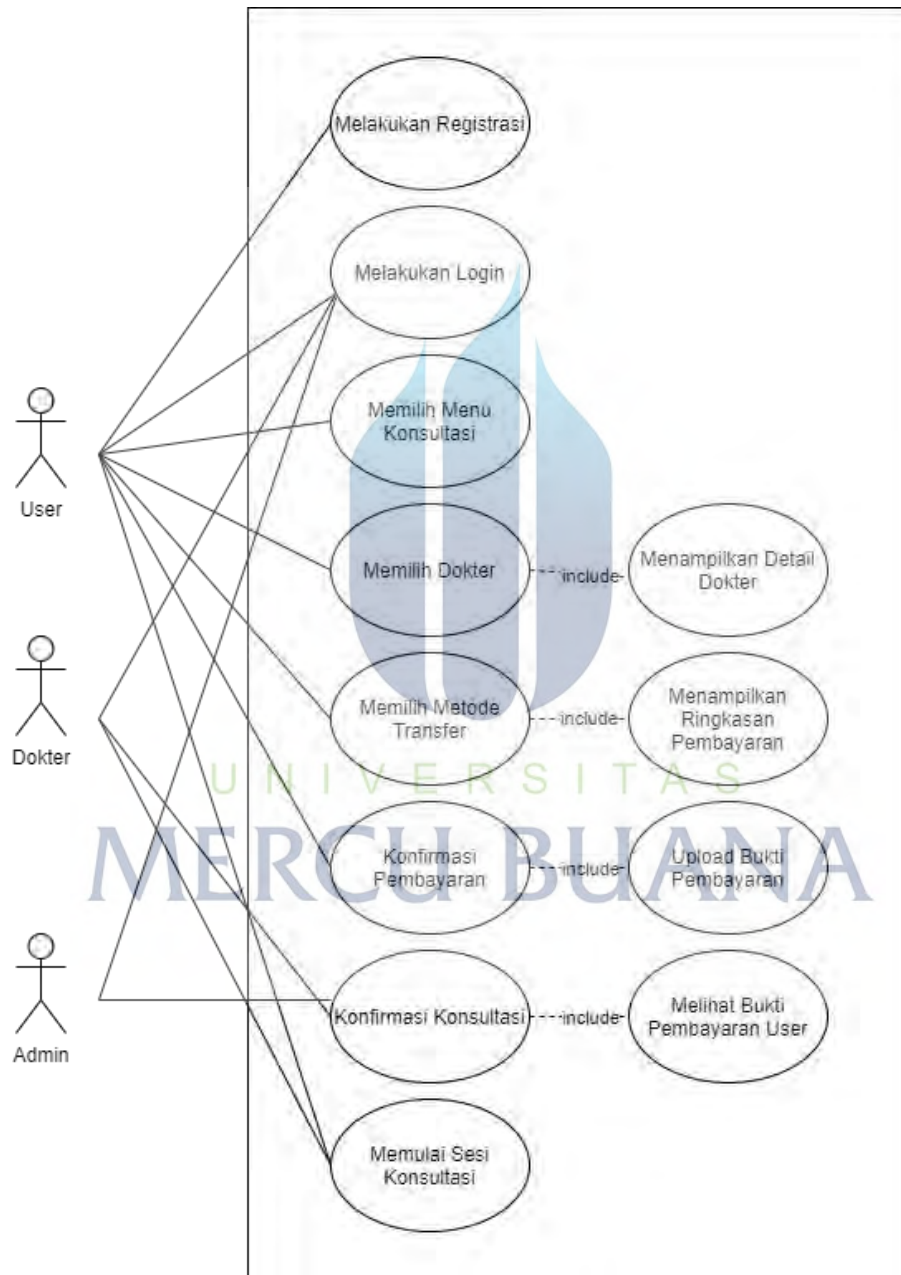 Melakukan Registrasi
Melakukan Login
Memilih Menu
Konsultasi
User
Memilih Dokter
include
Menampilkan Detail
Dokter
Dokter
Memilih Metode
Transfer
include
Menampilkan
Ringkasan
Pembayaran
UNIVERSITAS
MERCU BUANA
Konfirmasi
Pembayaran
include
Upload Bukti
Pembayaran
Admin
Konfirmasi Konsultasi
include
Melihat Bukti
Pembayaran User
Memulai Sesi
Konsultasi